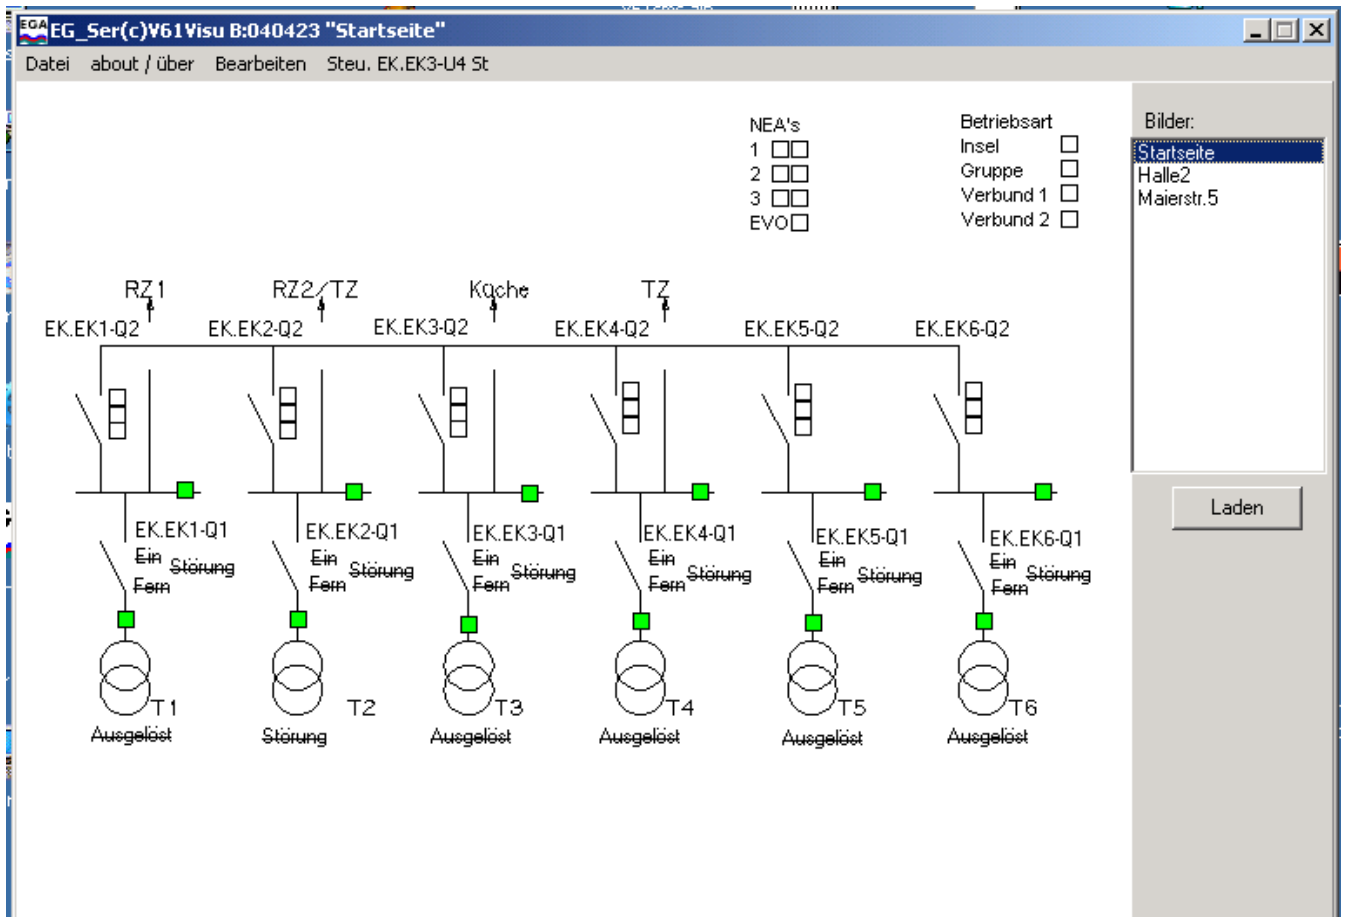 EGA EG_Ser(c)V61Visu B:040423 "Startseite"
Datei about / über Bearbeiten Steu. EK.EK3-U4 St
NEA's
1
2
3
EVO
Betriebsart
Insel
Gruppe
Verbund 1
Verbund 2
Bilder:
Startseite
Halle2
Maierstr.5
Laden
RZ1 RZ2/TZ Küche TZ
EK.EK1-Q2 EK.EK2-Q2 EK.EK3-Q2 EK.EK4-Q2 EK.EK5-Q2 EK.EK6-Q2
EK.EK1-Q1 EK.EK2-Q1 EK.EK3-Q1 EK.EK4-Q1 EK.EK5-Q1 EK.EK6-Q1
Ein Störung Ein Störung Ein Störung Ein Störung Ein Störung Ein Störung
Fern Fern Fern Fern Fern Fern
T1 T2 T3 T4 T5 T6
Ausgelöst Störung Ausgelöst Ausgelöst Ausgelöst Ausgelöst